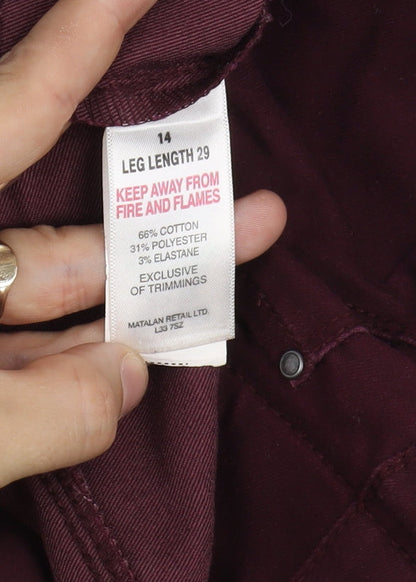 14
LEG LENGTH 29
KEEP AWAY FROM
FIRE AND FLAMES
66% COTTON
31% POLYESTER
3% ELASTANE
EXCLUSIVE
OF TRIMMINGS
MATALAN RETAIL LTD.
L33 7SZ